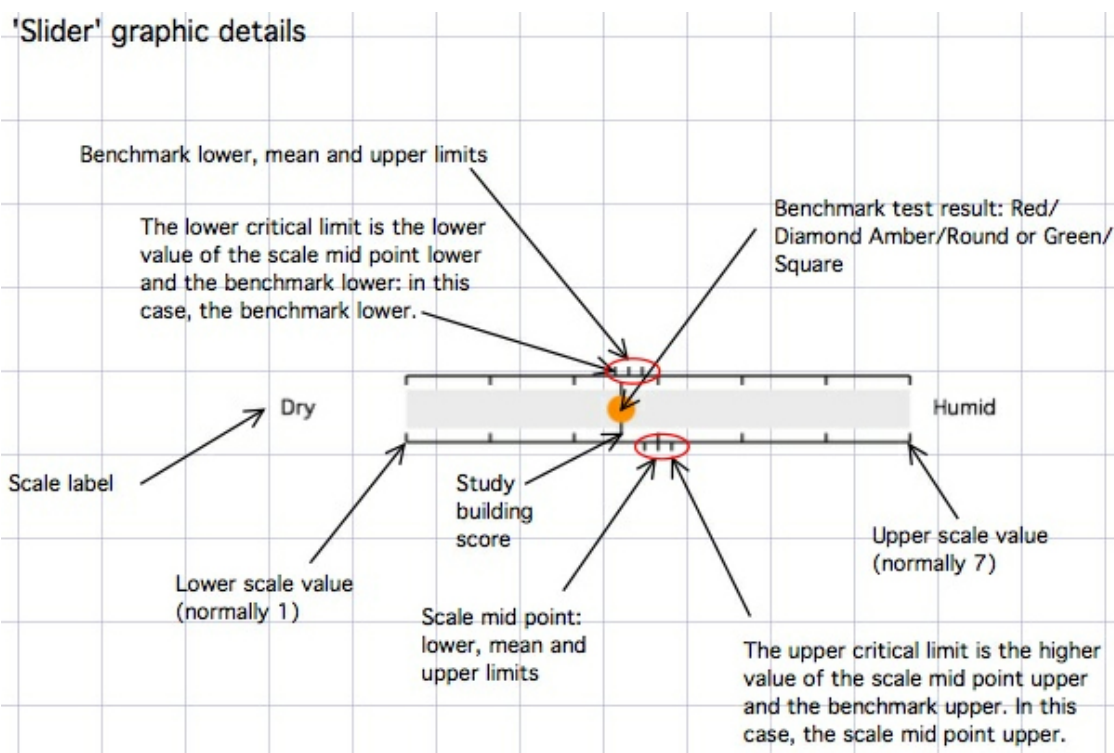 'Slider' graphic details
Benchmark lower, mean and upper limits
The lower critical limit is the lower
value of the scale mid point lower
and the benchmark lower: in this
case, the benchmark lower.
Benchmark test result: Red/
Diamond Amber/Round or Green/
Square
Dry
Humid
Scale label
Study
building
score
Upper scale value
(normally 7)
Lower scale value
(normally 1)
Scale mid point:
lower, mean and
upper limits
The upper critical limit is the higher
value of the scale mid point upper
and the benchmark upper. In this
case, the scale mid point upper.